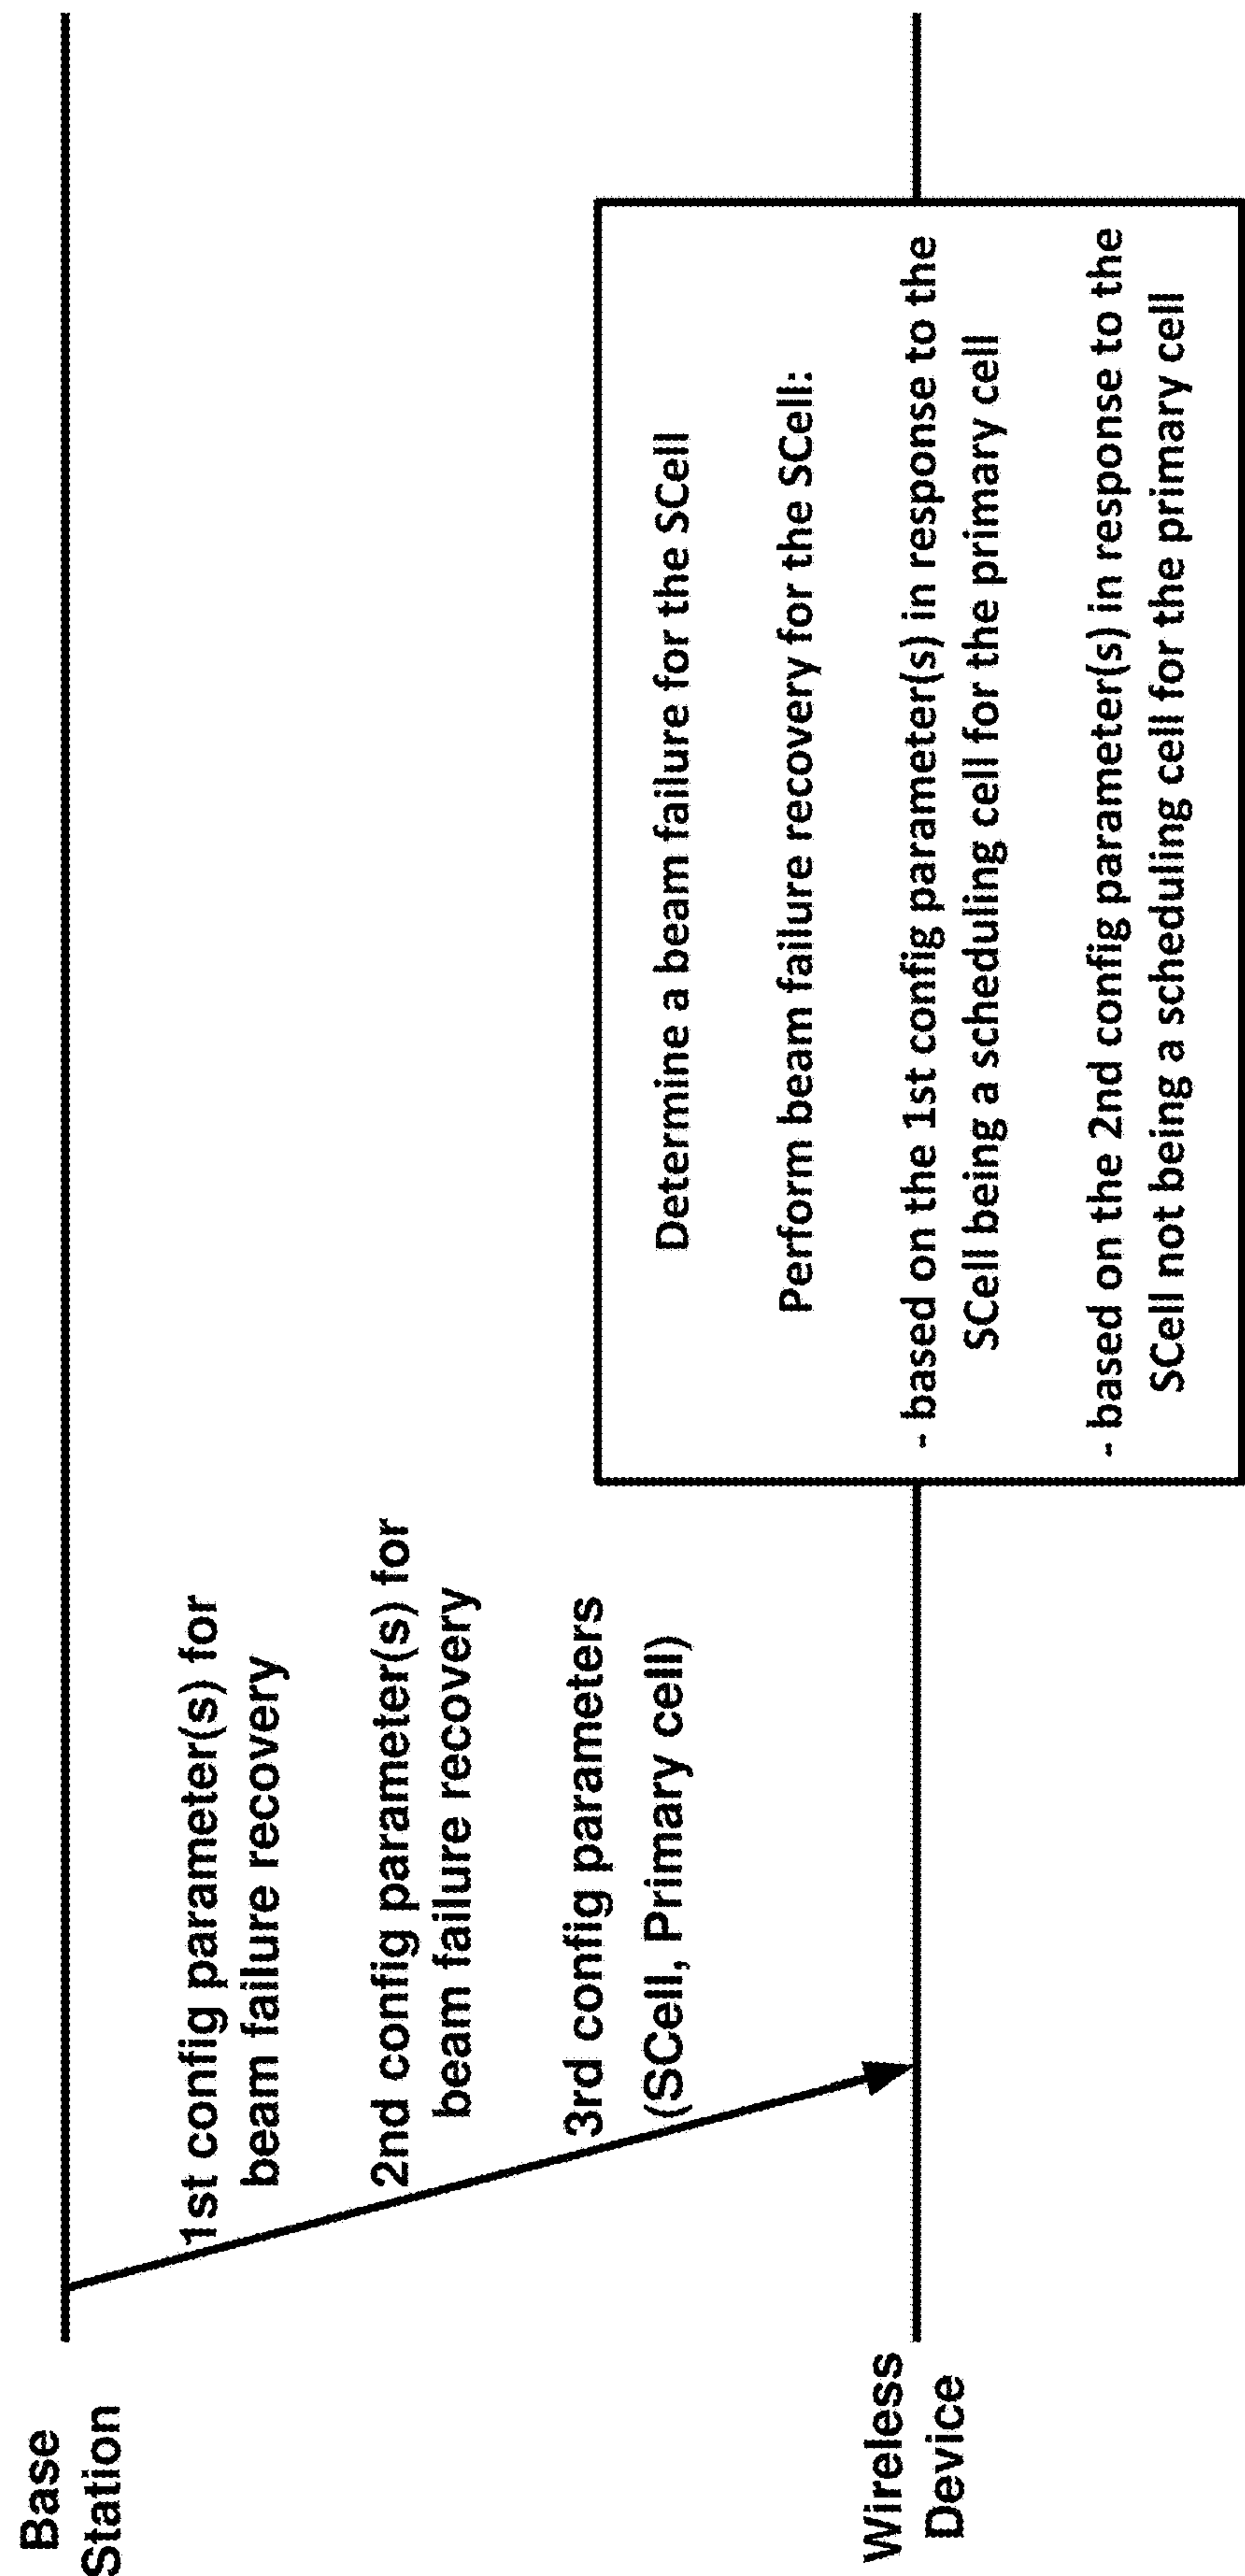 Base
Station
1st config parameter(s) for
beam failure recovery
2nd config parameter(s) for
beam failure recovery
3rd config parameters
(SCell, Primary cell)
Wireless
Device
Determine a beam failure for the SCell
Perform beam failure recovery for the SCell:
- based on the 1st config parameter(s) in response to the
SCell being a scheduling cell for the primary cell
- based on the 2nd config parameter(s) in response to the
SCell not being a scheduling cell for the primary cell